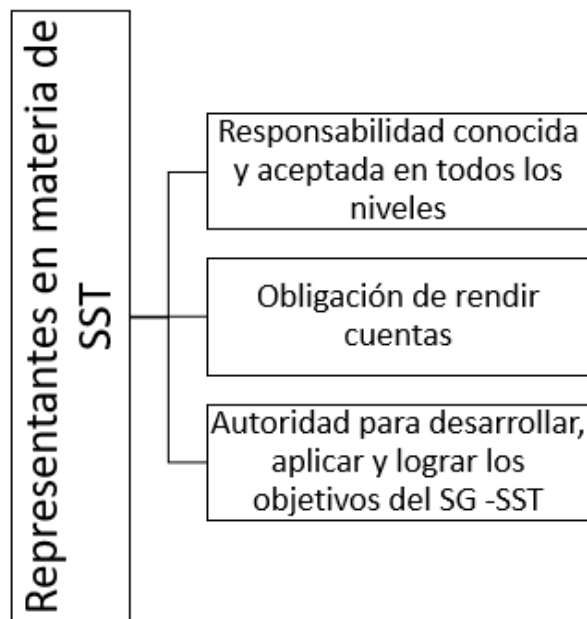 Representantes en materia de
SST
Responsabilidad conocida
y aceptada en todos los
niveles
Obligación de rendir
cuentas
Autoridad para desarrollar,
aplicar y lograr los
objetivos del SG -SST